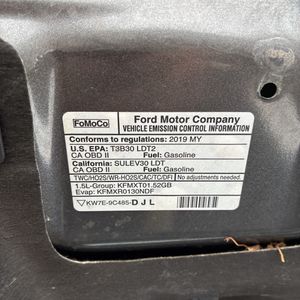 FoMoCo
Ford Motor Company
VEHICLE EMISSION CONTROL INFORMATION
Conforms to regulations: 2019 MY
U.S. EPA: T3B30 LDT2
CA OBD II Fuel: Gasoline
California: SULEV30 LDT
CA OBD II Fuel: Gasoline
TWC/HO2S/WR-HO2S/CAC/TC/DFI No adjustments needed.
1.5L-Group: KFMXT01.52GB
Evap: KFMXR0130NDF
KW7E-9C485-DJL